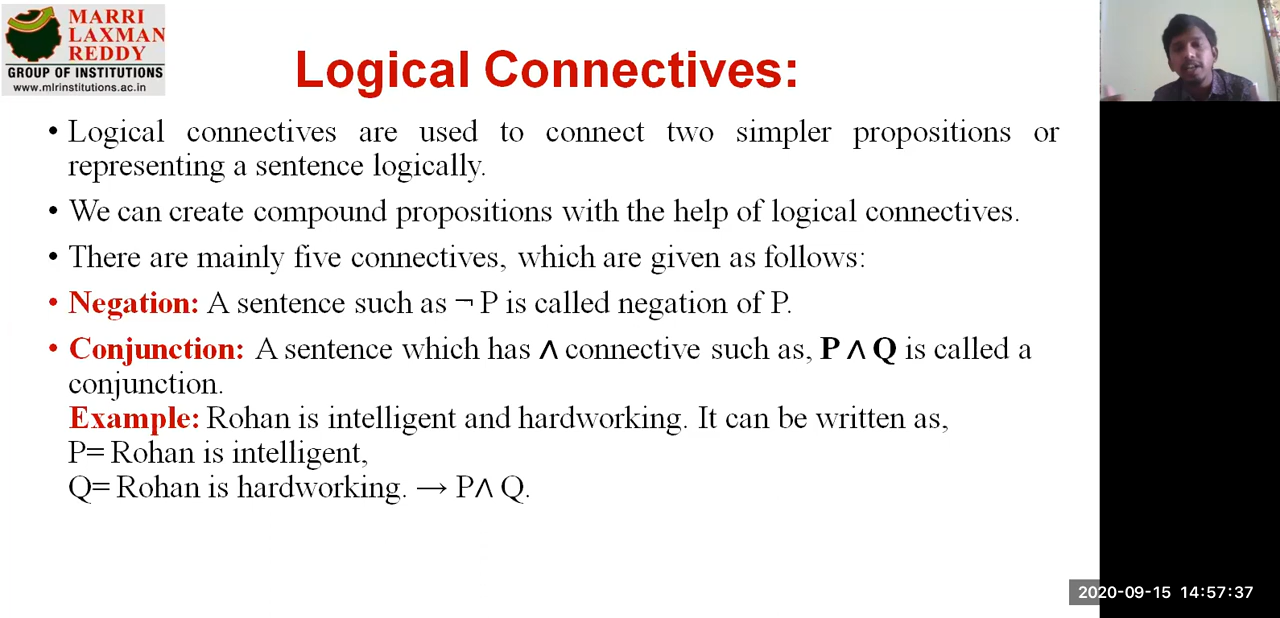 MARRI
LAXMAN
REDDY
GROUP OF INSTITUTIONS
www.mlrinstitutions.ac.in
Logical Connectives:
• Logical connectives are used to connect two simpler propositions or
representing a sentence logically.
• We can create compound propositions with the help of logical connectives.
• There are mainly five connectives, which are given as follows:
• Negation: A sentence such as ¬ P is called negation of P.
• Conjunction: A sentence which has ∧ connective such as, P ∧ Q is called a
conjunction.
Example: Rohan is intelligent and hardworking. It can be written as,
P= Rohan is intelligent,
Q= Rohan is hardworking. → P∧ Q.
2020-09-15 14:57:37